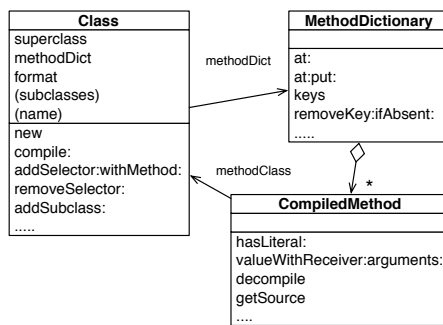 Class
superclass
methodDict
format
(subclasses)
(name)
new
compile:
addSelector:withMethod:
removeSelector:
addSubclass:
.....
methodDict
MethodDictionary
at:
at:put:
keys
removeKey:ifAbsent:
.....
methodClass
*
CompiledMethod
hasLiteral:
valueWithReceiver:arguments:
decompile
getSource
....